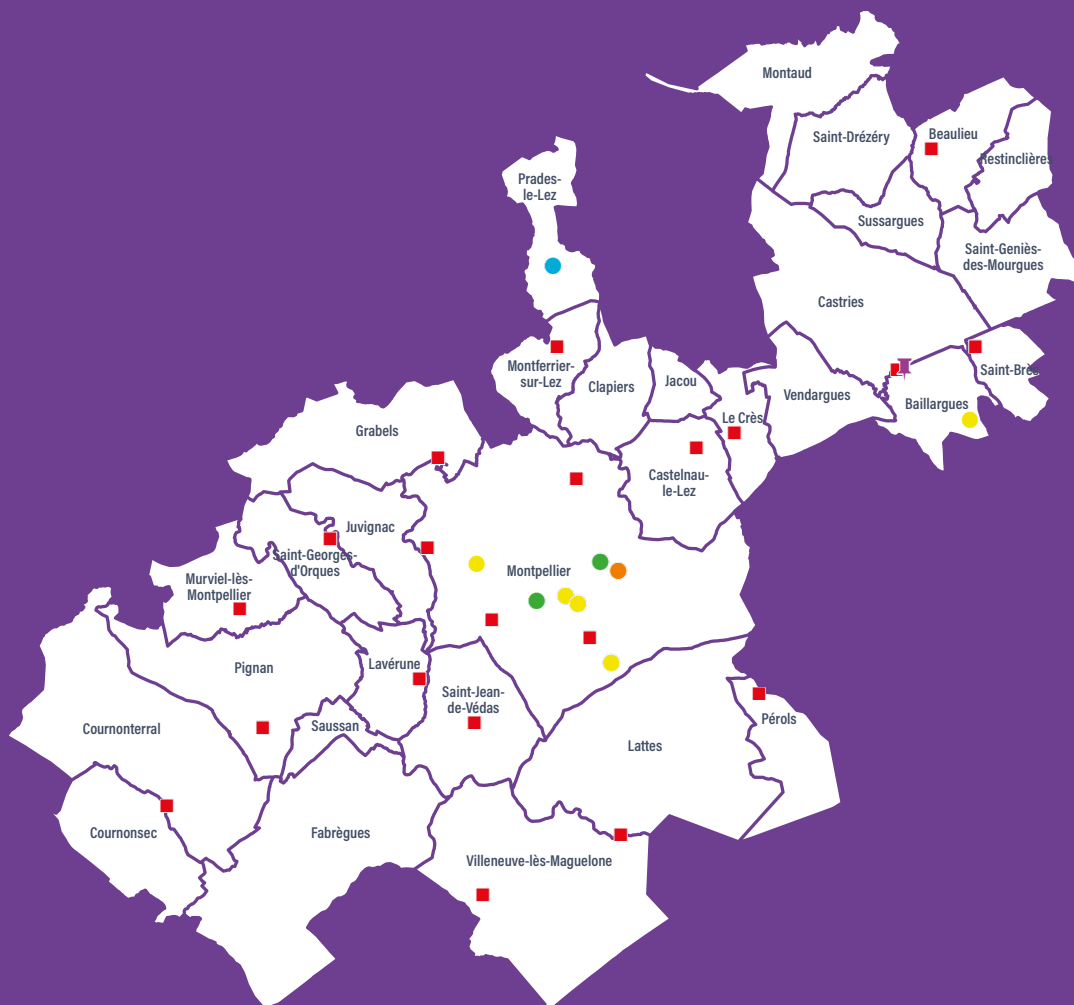 Montaud
Saint-Drézéry
Beaulieu
Restinclières
Prades-
le-Lez
Sussargues
Saint-Geniès-
des-Mourgues
Castries
Montferrier-
sur-Lez
Clapiers
Jacou
Vendargues
Saint-Brès
Baillargues
Le Crès
Grabels
Castelnau-
le-Lez
Juvignac
Saint-Georges-
d'Orques
Montpellier
Murviel-lès-
Montpellier
Pignan
Lavérune
Saint-Jean-
de-Védas
Cournonterral
Saussan
Pérols
Lattes
Cournonsec
Fabrègues
Villeneuve-lès-Maguelone